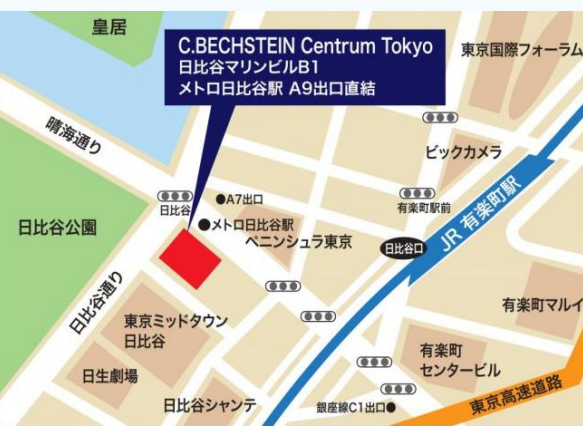 皇居
C.BECHSTEIN Centrum Tokyo
日比谷マリンビルB1
メトロ日比谷駅 A9出口直結
東京国際フォーラム
晴海通り
ビックカメラ
日比谷
●A7出口
有楽町駅前
日比谷公園
●メトロ日比谷駅
ペニンシュラ東京
日比谷口
JR 有楽町駅
日比谷通り
東京ミッドタウン
日比谷
有楽町マルイ
有楽町
センタービル
日生劇場
日比谷シャンテ
銀座線C1出口●
東京高速道路